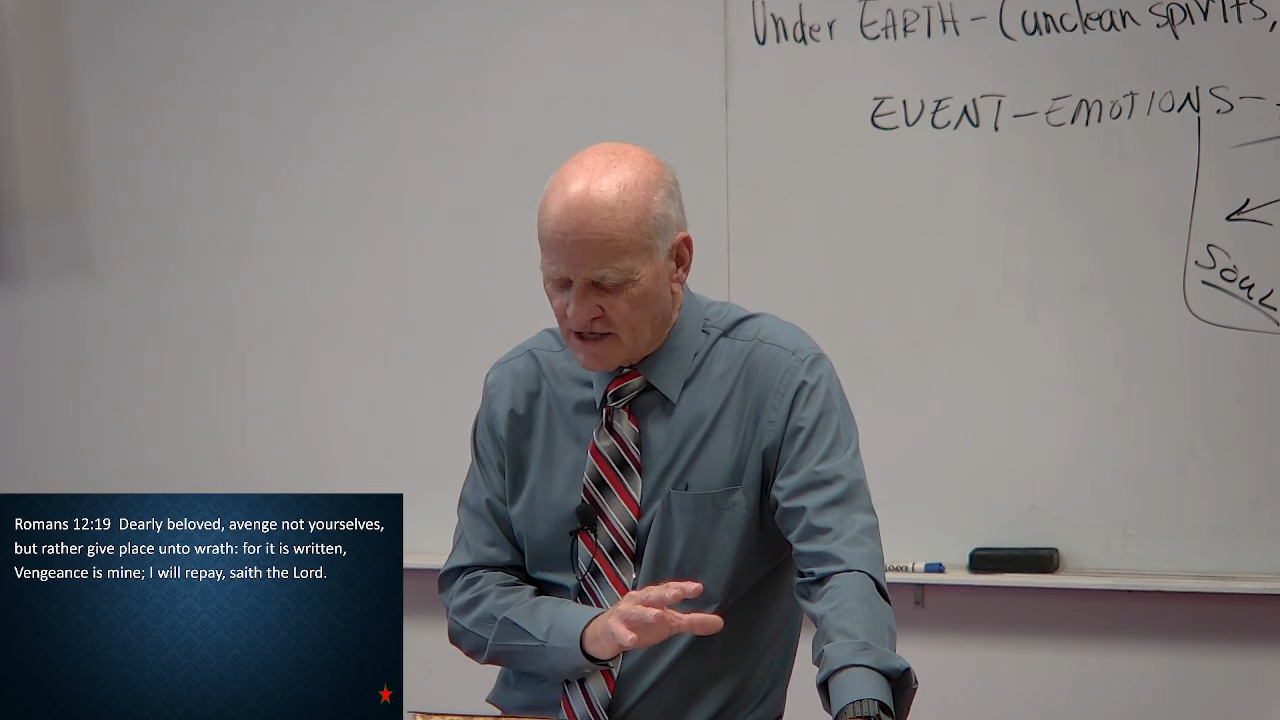 Under EARTH - (unclean spirits,
EVENT - EMOTIONS -
SOUL
Romans 12:19 Dearly beloved, avenge not yourselves,
but rather give place unto wrath: for it is written,
Vengeance is mine; I will repay, saith the Lord.